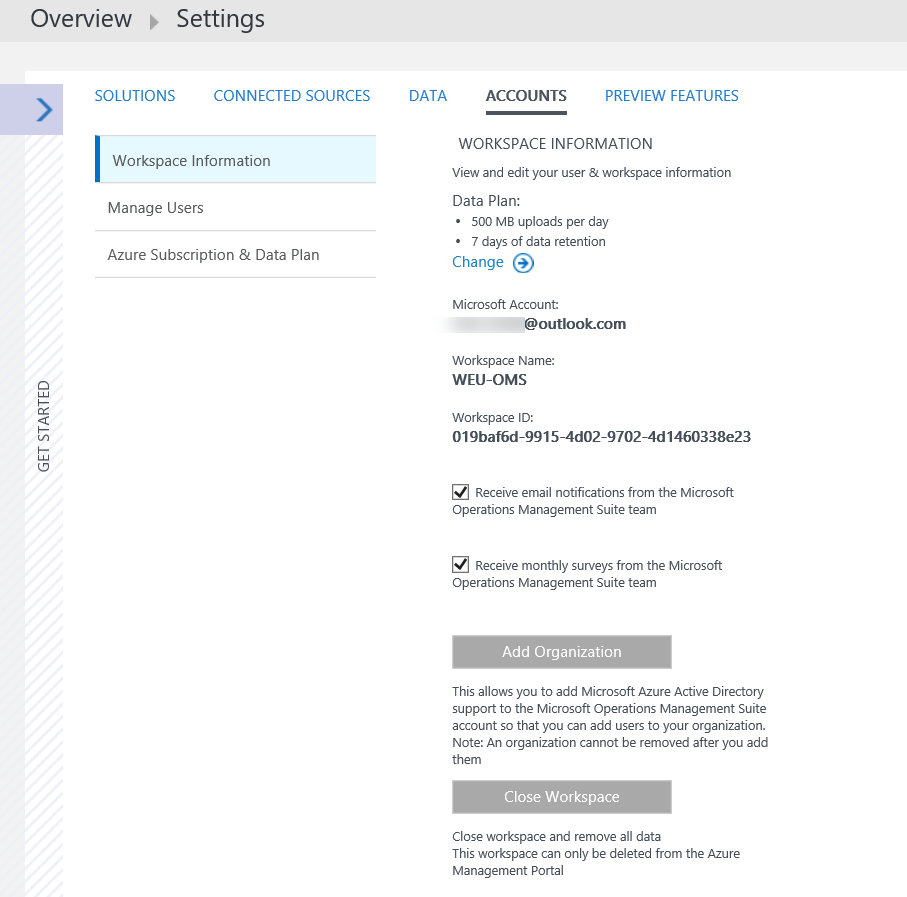 Overview Settings
SOLUTIONS CONNECTED SOURCES DATA ACCOUNTS PREVIEW FEATURES
GET STARTED
Workspace Information
Manage Users
Azure Subscription & Data Plan
WORKSPACE INFORMATION
View and edit your user & workspace information
Data Plan:
• 500 MB uploads per day
• 7 days of data retention
Change
Microsoft Account:
@outlook.com
Workspace Name:
WEU-OMS
Workspace ID:
019baf6d-9915-4d02-9702-4d1460338e23
Receive email notifications from the Microsoft
Operations Management Suite team
Receive monthly surveys from the Microsoft
Operations Management Suite team
Add Organization
This allows you to add Microsoft Azure Active Directory
support to the Microsoft Operations Management Suite
account so that you can add users to your organization.
Note: An organization cannot be removed after you add
them
Close Workspace
Close workspace and remove all data
This workspace can only be deleted from the Azure
Management Portal